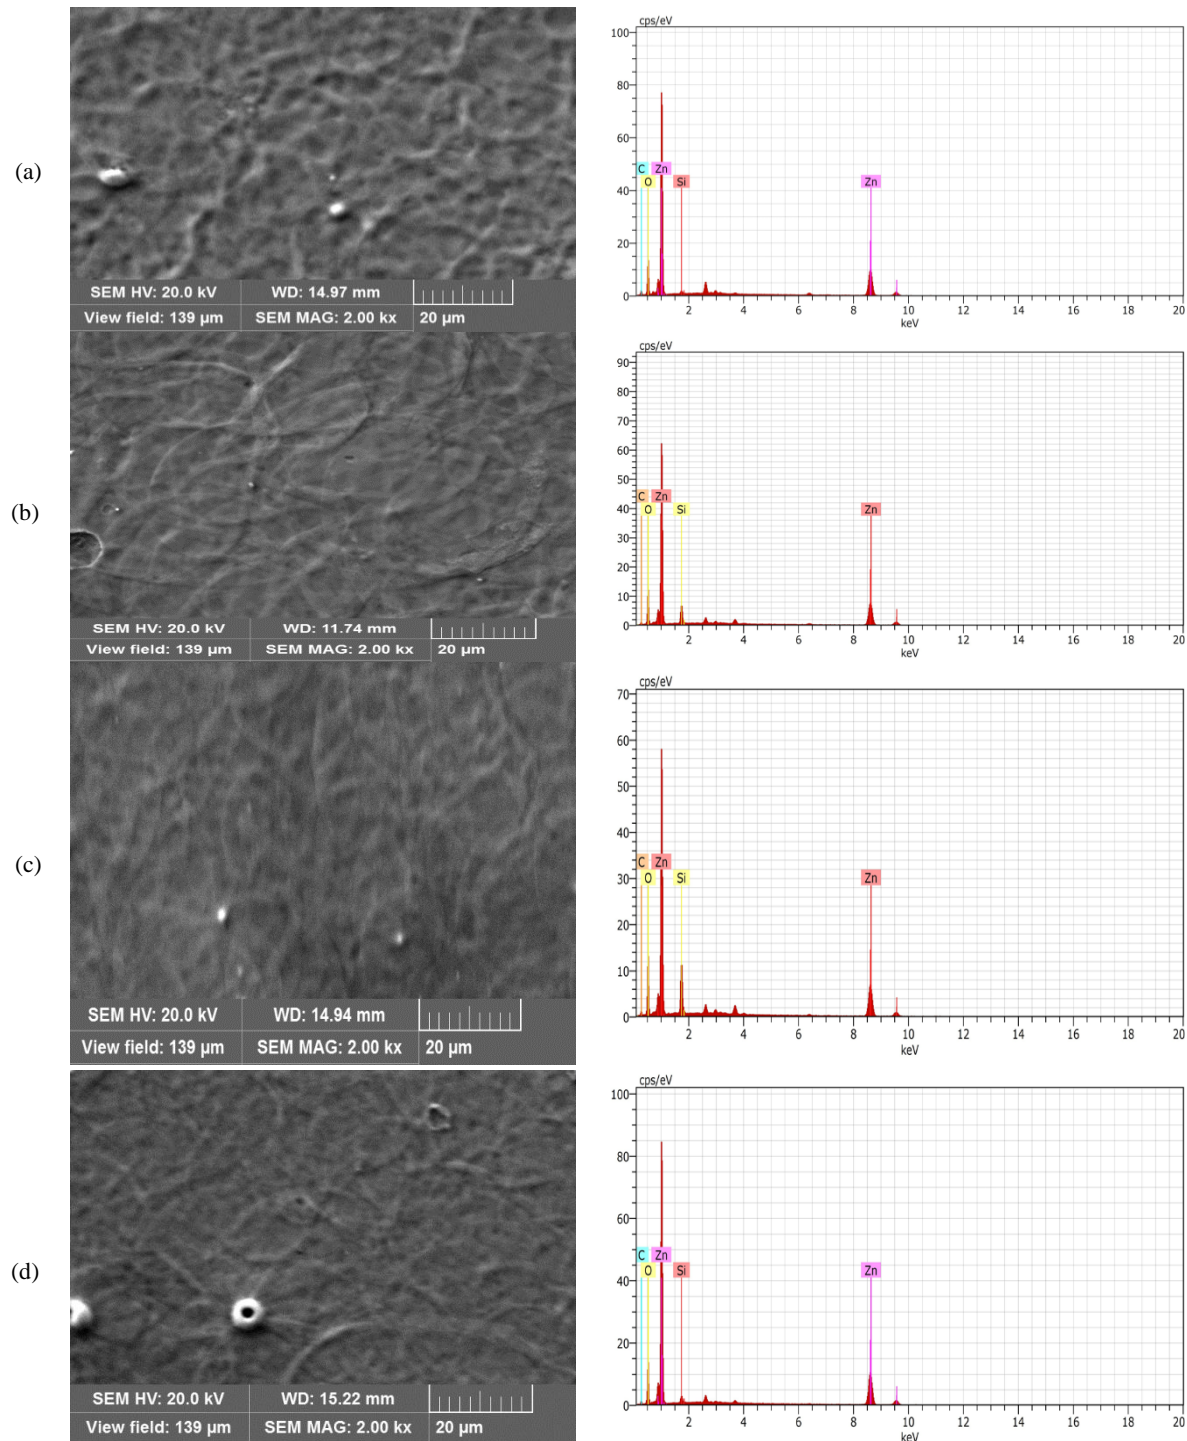 (a)
SEM HV: 20.0 kV WD: 14.97 mm
View field: 139 µm SEM MAG: 2.00 kx 20 µm
cps/eV
100
80
60
40
20
0
C Zn
O Si Zn
2 4 6 8 10 12 14 16 18 20
keV
(b)
SEM HV: 20.0 kV WD: 11.74 mm
View field: 139 µm SEM MAG: 2.00 kx 20 µm
cps/eV
90
80
70
60
50
40
30
20
10
0
C Zn
O Si Zn
2 4 6 8 10 12 14 16 18 20
keV
(c)
SEM HV: 20.0 kV WD: 14.94 mm
View field: 139 µm SEM MAG: 2.00 kx 20 µm
cps/eV
70
60
50
40
30
20
10
0
C Zn
O Si Zn
2 4 6 8 10 12 14 16 18 20
keV
(d)
SEM HV: 20.0 kV WD: 15.22 mm
View field: 139 µm SEM MAG: 2.00 kx 20 µm
cps/eV
100
80
60
40
20
0
C Zn
O Si Zn
2 4 6 8 10 12 14 16 18 20
keV